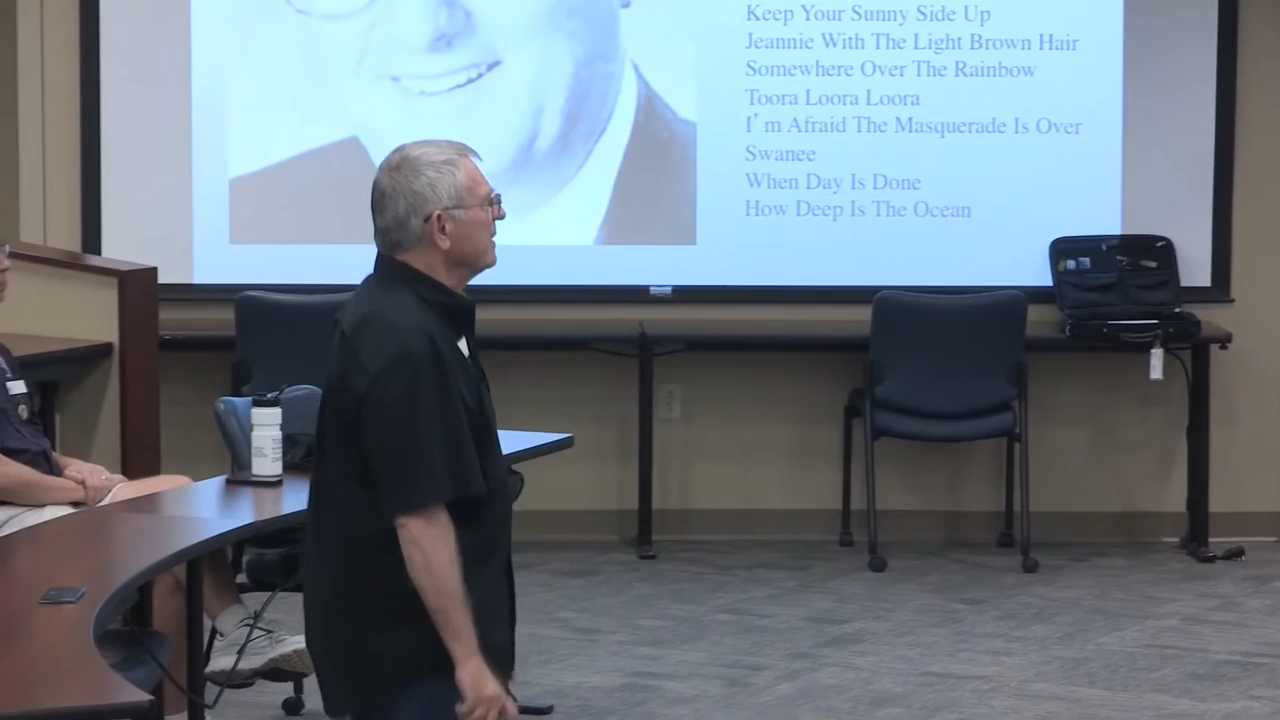 Keep Your Sunny Side Up
Jeannie With The Light Brown Hair
Somewhere Over The Rainbow
Toora Loora Loora
I’m Afraid The Masquerade Is Over
Swanee
When Day Is Done
How Deep Is The Ocean